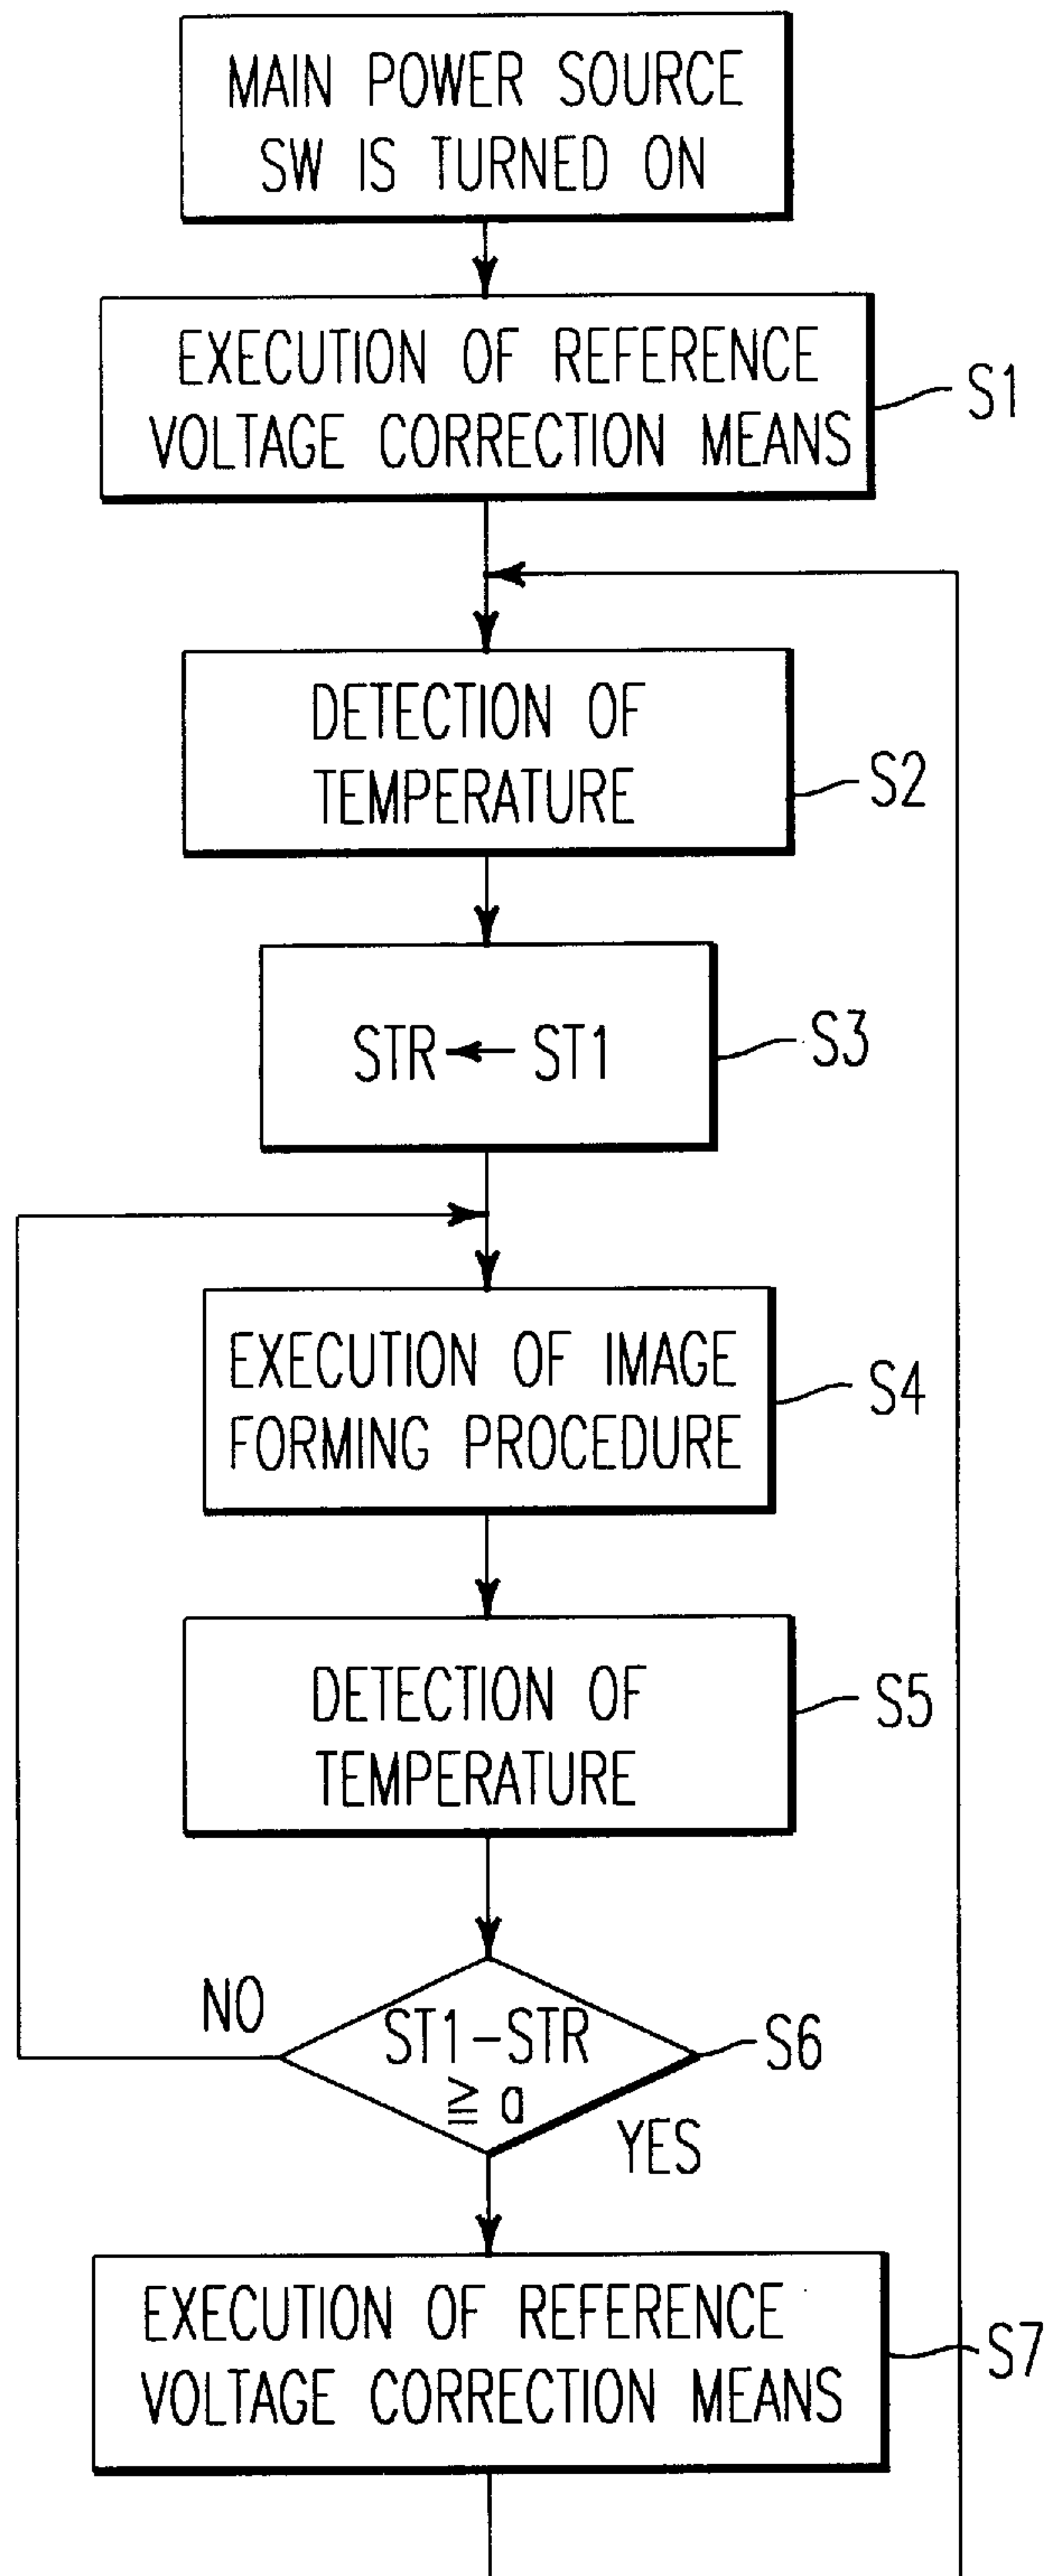 MAIN POWER SOURCE
SW IS TURNED ON
EXECUTION OF REFERENCE
VOLTAGE CORRECTION MEANS
S1
DETECTION OF
TEMPERATURE
S2
STR ← ST1
S3
EXECUTION OF IMAGE
FORMING PROCEDURE
S4
DETECTION OF
TEMPERATURE
S5
NO
ST1-STR
≧ a
S6
YES
EXECUTION OF REFERENCE
VOLTAGE CORRECTION MEANS
S7